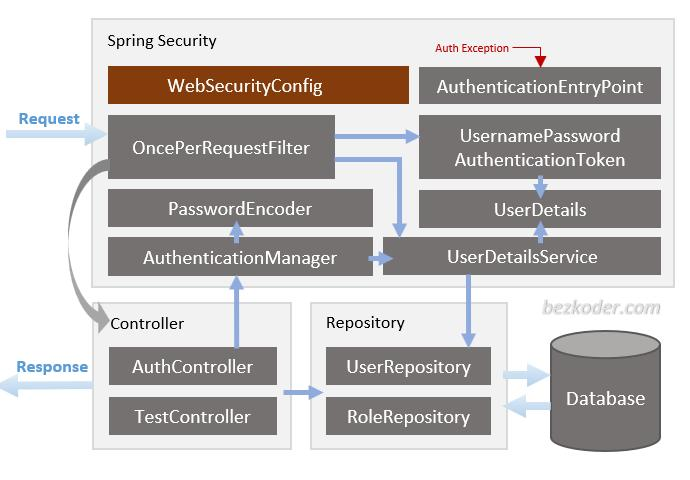 Spring Security
Auth Exception
WebSecurityConfig
AuthenticationEntryPoint
Request
OncePerRequestFilter
UsernamePassword
AuthenticationToken
PasswordEncoder
UserDetails
AuthenticationManager
UserDetailsService
bezkoder.com
Controller
Repository
Response
AuthController
UserRepository
Database
TestController
RoleRepository